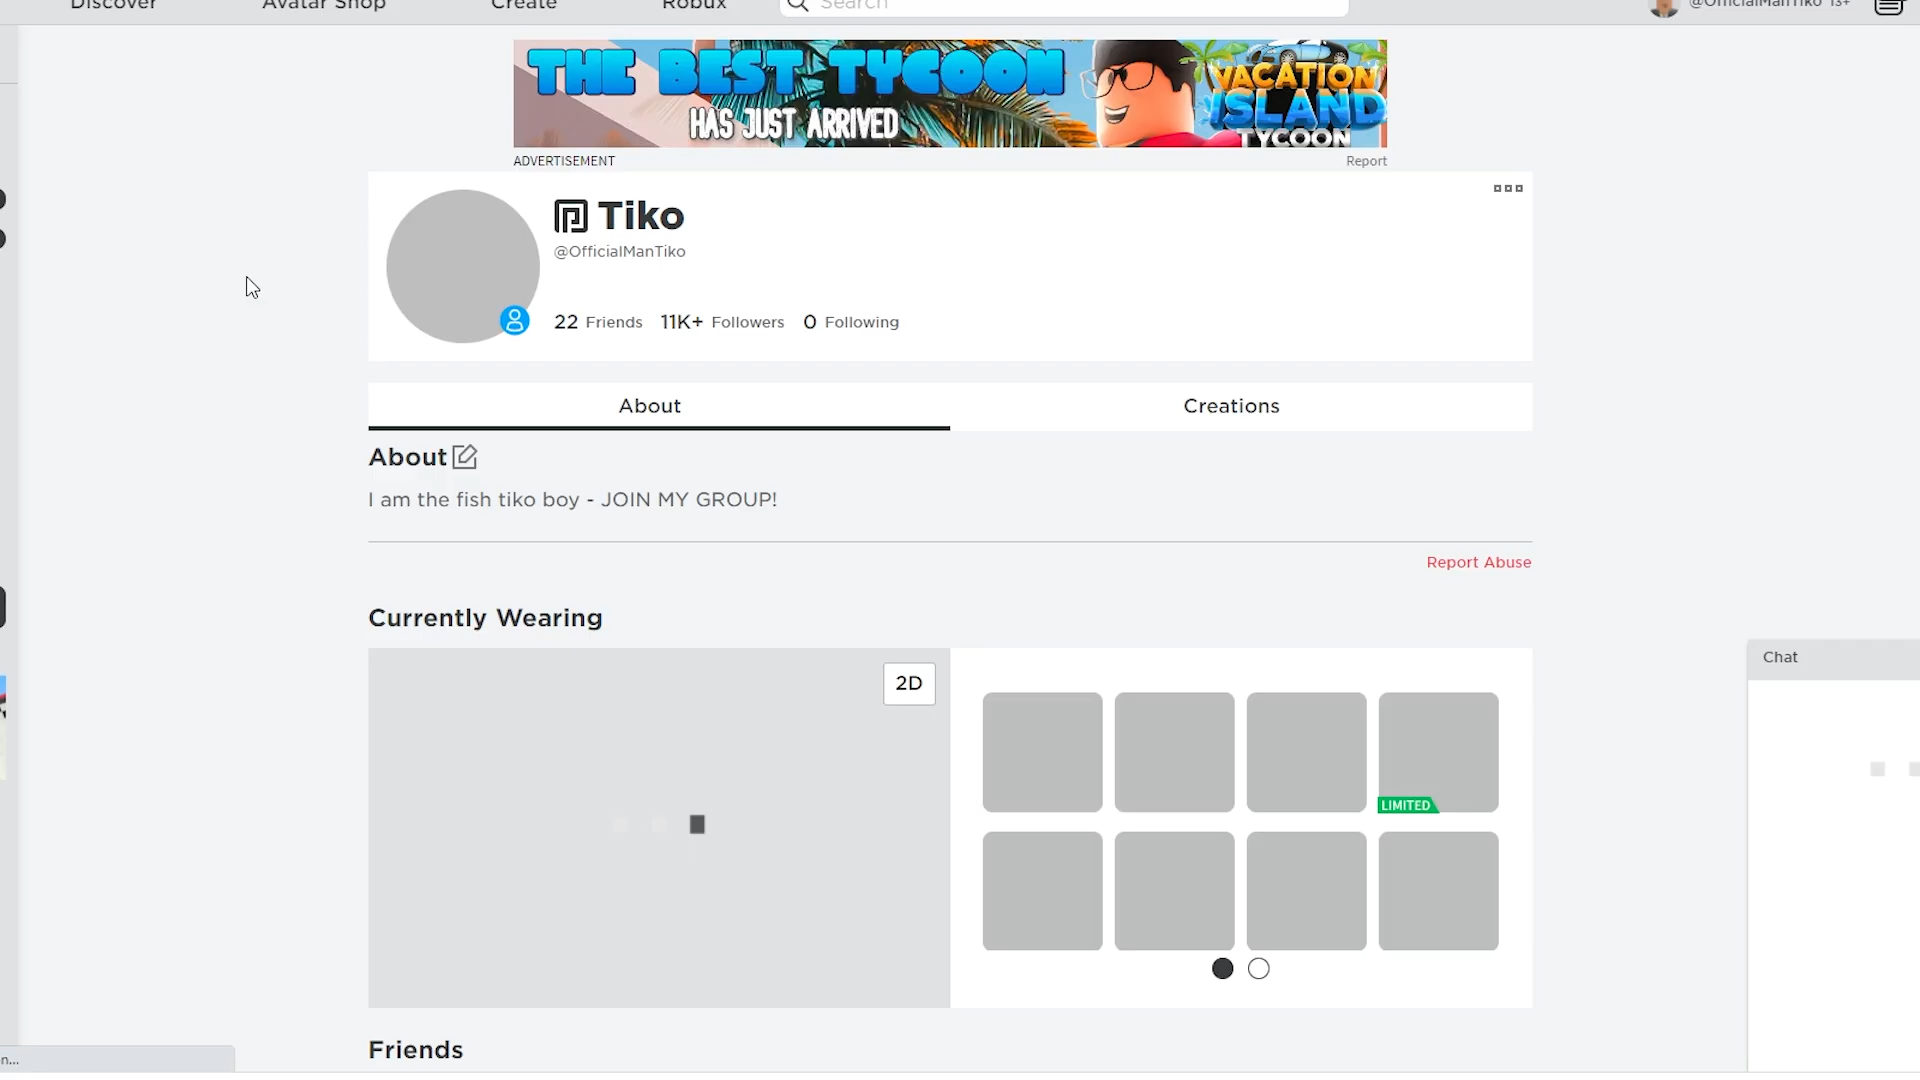 Discover
Avatar Shop
Create
Robux
Search
@OfficialManTiko 13+
THE BEST TYCOON
HAS JUST ARRIVED
VACATION
ISLAND
TYCOON
ADVERTISEMENT
Report
Tiko
@OfficialManTiko
22 Friends 11K+ Followers 0 Following
About
Creations
About
I am the fish tiko boy - JOIN MY GROUP!
Report Abuse
Currently Wearing
2D
LIMITED
Chat
Friends
n...